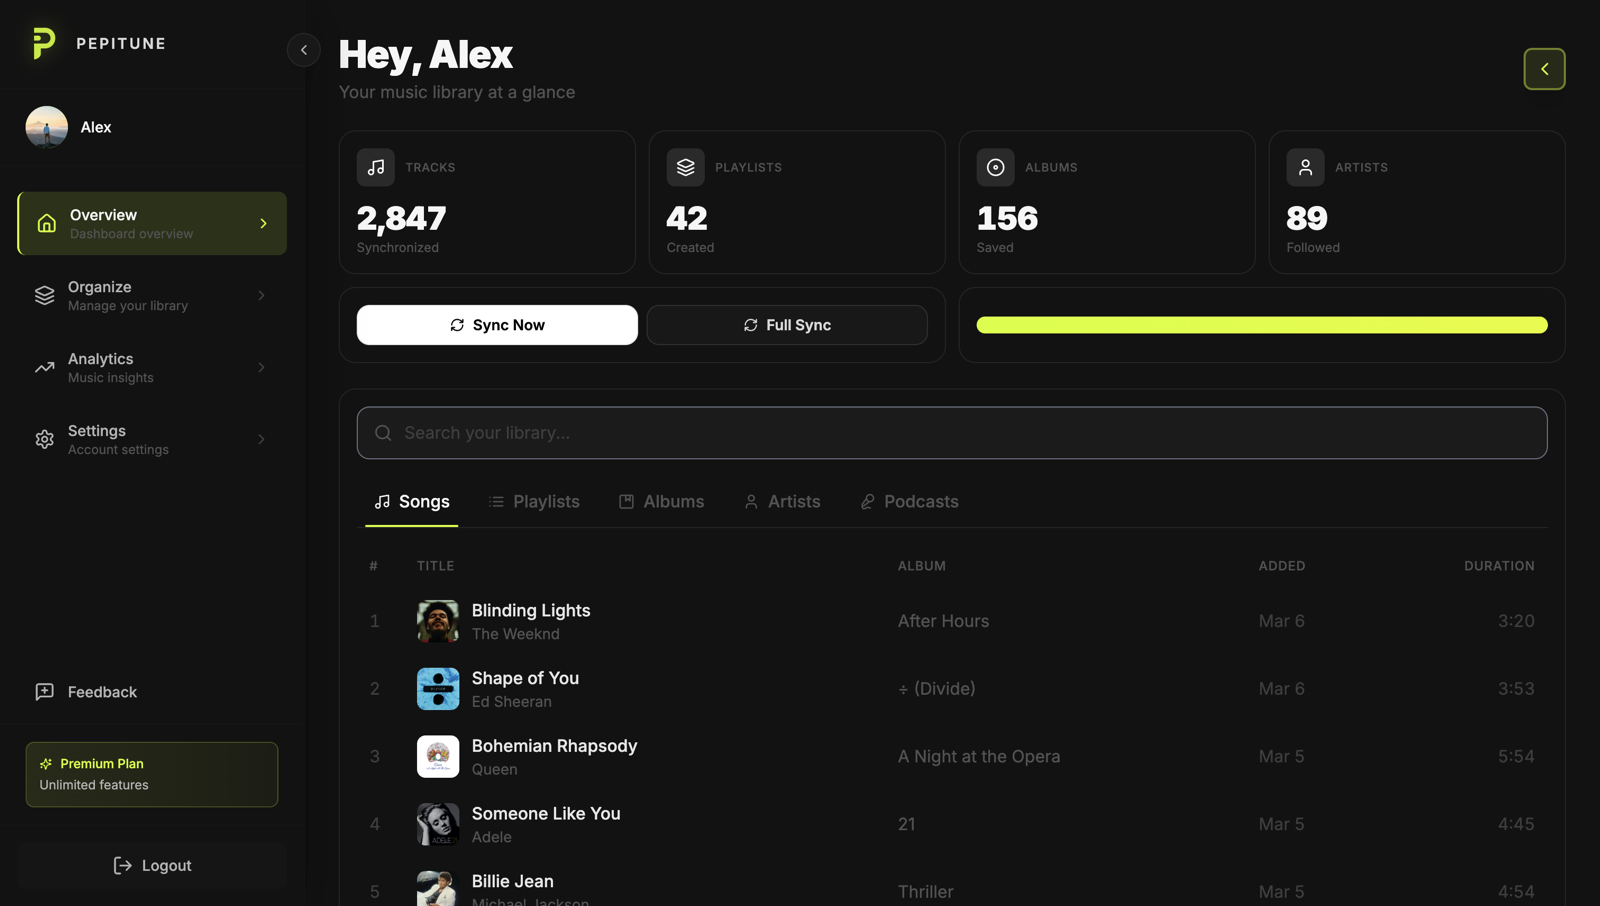 PEPITUNE
Alex
Overview
Dashboard overview
Organize
Manage your library
Analytics
Music insights
Settings
Account settings
Feedback
Premium Plan
Unlimited features
Logout
Hey, Alex
Your music library at a glance
TRACKS
2,847
Synchronized
PLAYLISTS
42
Created
ALBUMS
156
Saved
ARTISTS
89
Followed
Sync Now
Full Sync
Search your library...
Songs Playlists Albums Artists Podcasts
# TITLE ALBUM ADDED DURATION
1 Blinding Lights After Hours Mar 6 3:20
The Weeknd
2 Shape of You ÷ (Divide) Mar 6 3:53
Ed Sheeran
3 Bohemian Rhapsody A Night at the Opera Mar 5 5:54
Queen
4 Someone Like You 21 Mar 5 4:45
Adele
5 Billie Jean Thriller Mar 5 4:54
Michael Jackson